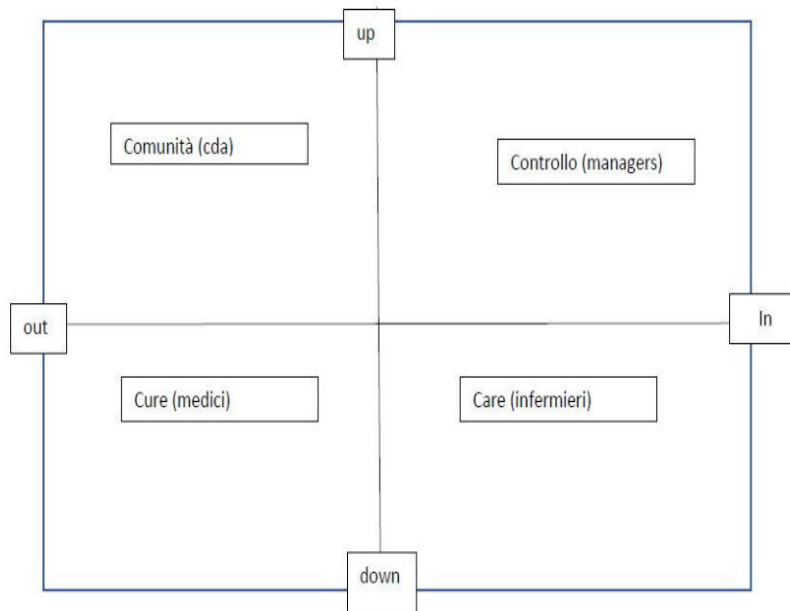 up
Comunità (cda)
Controllo (managers)
out
In
Cure (medici)
Care (infermieri)
down